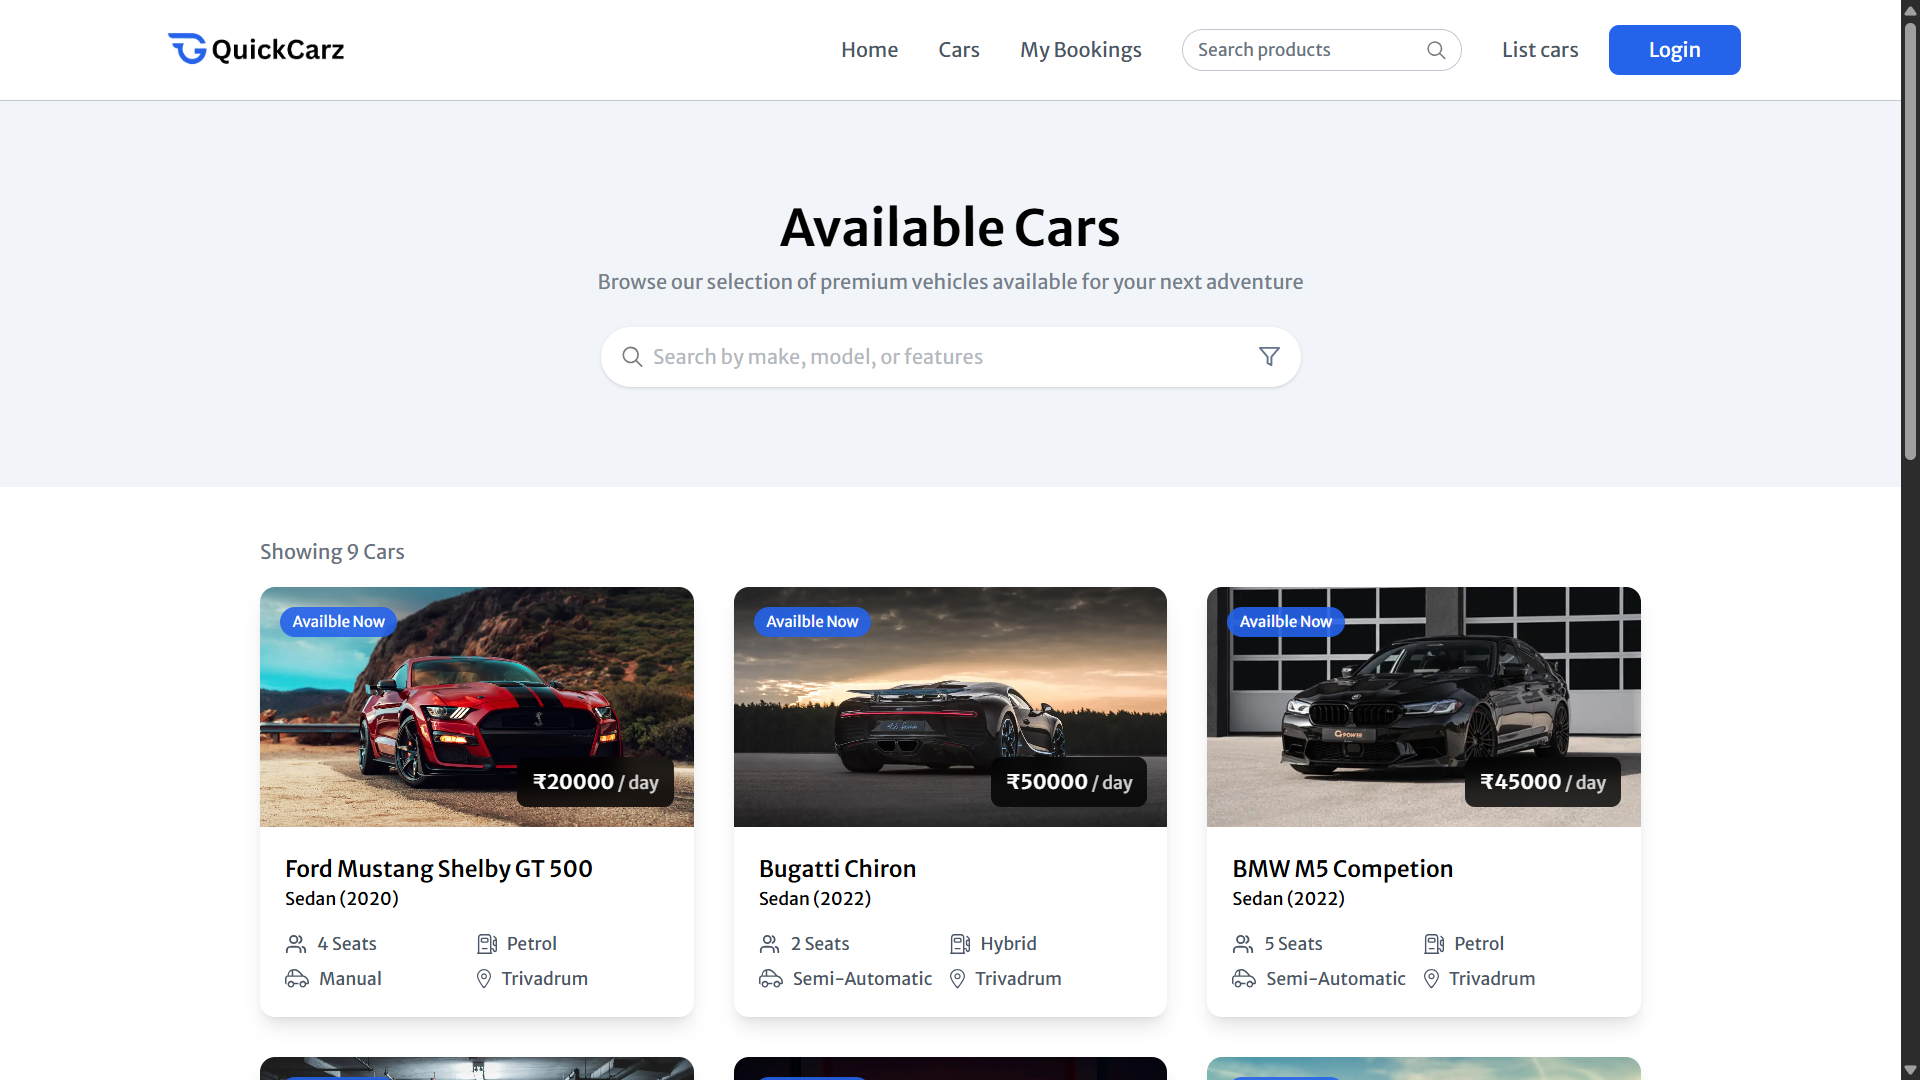 QuickCarz
Home
Cars
My Bookings
Search products
List cars
Login
Available Cars
Browse our selection of premium vehicles available for your next adventure
Search by make, model, or features
Showing 9 Cars
Availble Now
₹20000 / day
Ford Mustang Shelby GT 500
Sedan (2020)
4 Seats
Petrol
Manual
Trivadrum
Availble Now
₹50000 / day
Bugatti Chiron
Sedan (2022)
2 Seats
Hybrid
Semi-Automatic
Trivadrum
Availble Now
G POWER
₹45000 / day
BMW M5 Competion
Sedan (2022)
5 Seats
Petrol
Semi-Automatic
Trivadrum